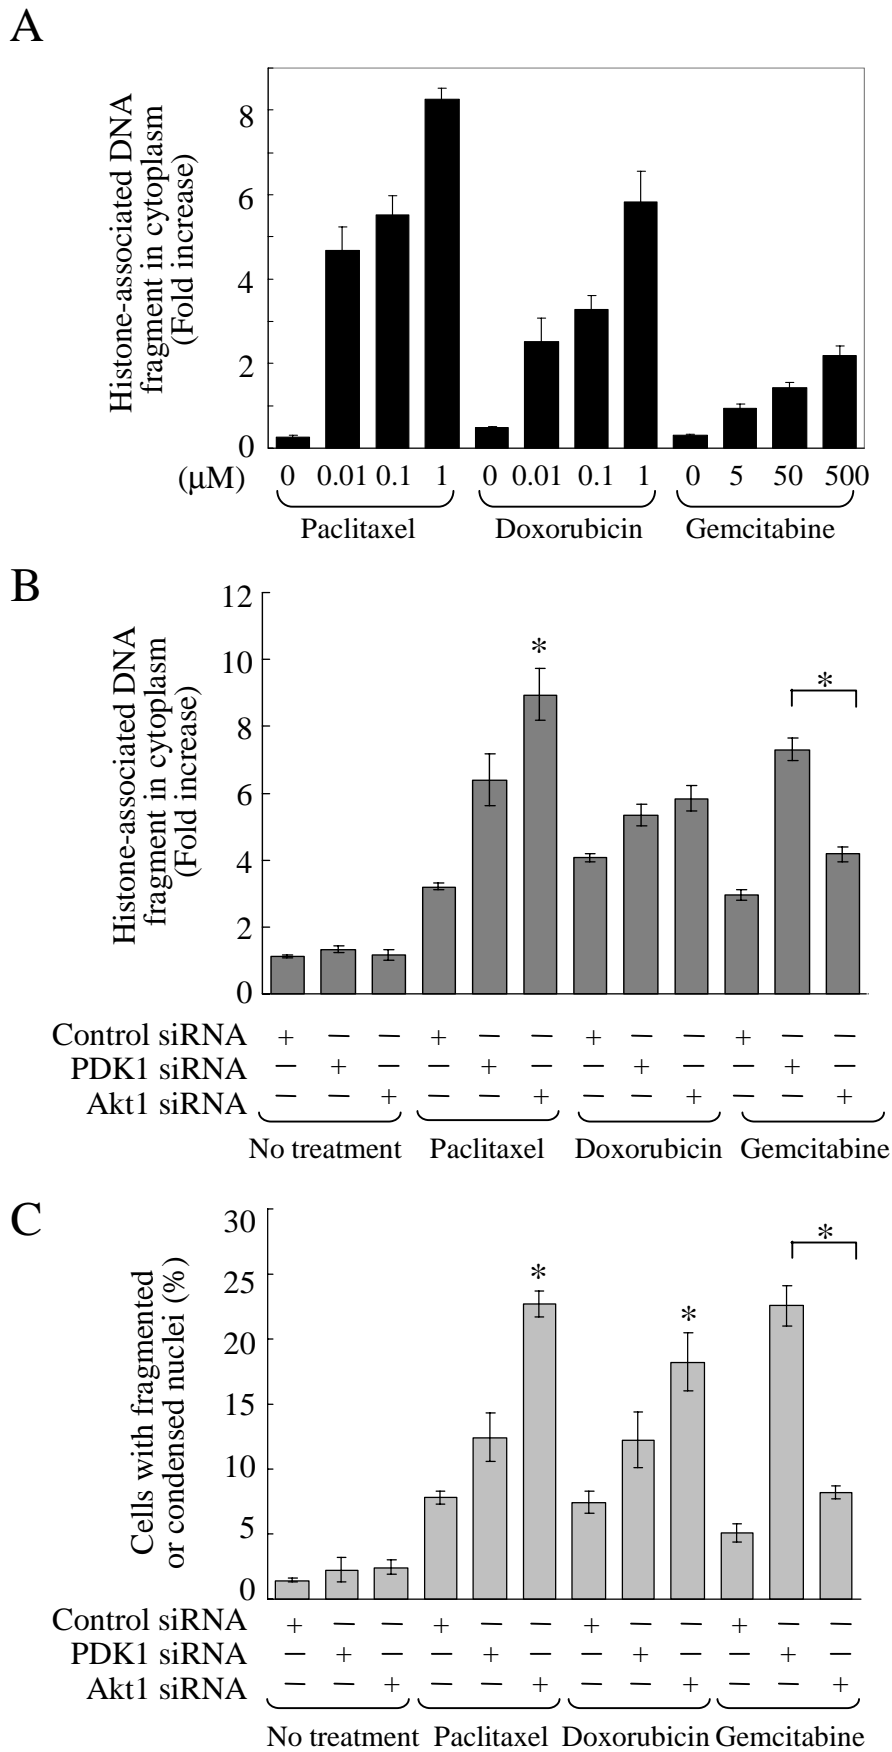 A
Histone-associated DNA
fragment in cytoplasm
(Fold increase)
8
6
4
2
0
(μM) 0 0.01 0.1 1 0 0.01 0.1 1 0 5 50 500
Paclitaxel Doxorubicin Gemcitabine
B
Histone-associated DNA
fragment in cytoplasm
(Fold increase)
12
10
8
6
4
2
0
* *
Control siRNA + — — + — — + — — + — —
PDK1 siRNA — + — — + — — + — — + —
Akt1 siRNA — — + — — + — — + — — +
No treatment Paclitaxel Doxorubicin Gemcitabine
C
Cells with fragmented
or condensed nuclei (%)
30
25
20
15
10
5
0
* * *
Control siRNA + — — + — — + — — + — —
PDK1 siRNA — + — — + — — + — — + —
Akt1 siRNA — — + — — + — — + — — +
No treatment Paclitaxel Doxorubicin Gemcitabine